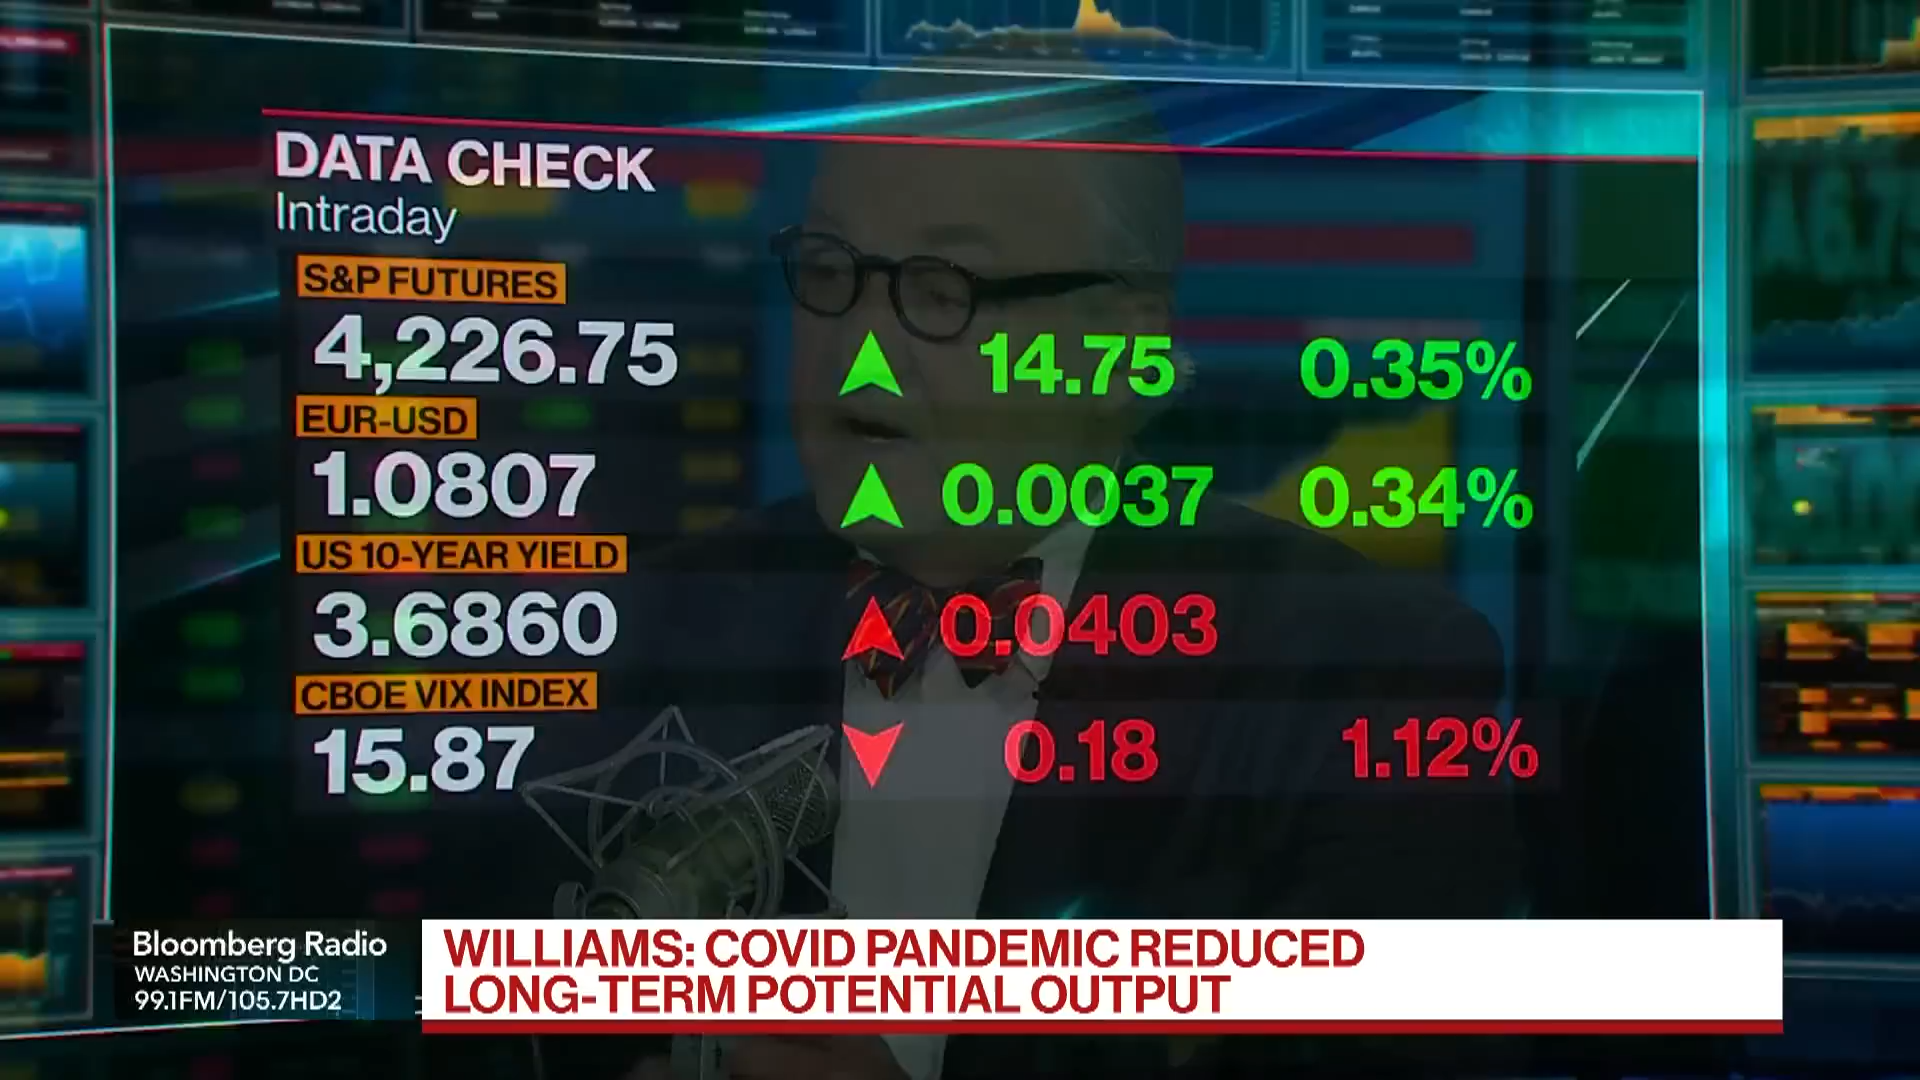 DATA CHECK
Intraday
S&P FUTURES
4,226.75 14.75 0.35%
EUR-USD
1.0807 0.0037 0.34%
US 10-YEAR YIELD
3.6860 0.0403
CBOE VIX INDEX
15.87 0.18 1.12%
Bloomberg Radio
WASHINGTON DC
99.1FM/105.7HD2
WILLIAMS: COVID PANDEMIC REDUCED
LONG-TERM POTENTIAL OUTPUT